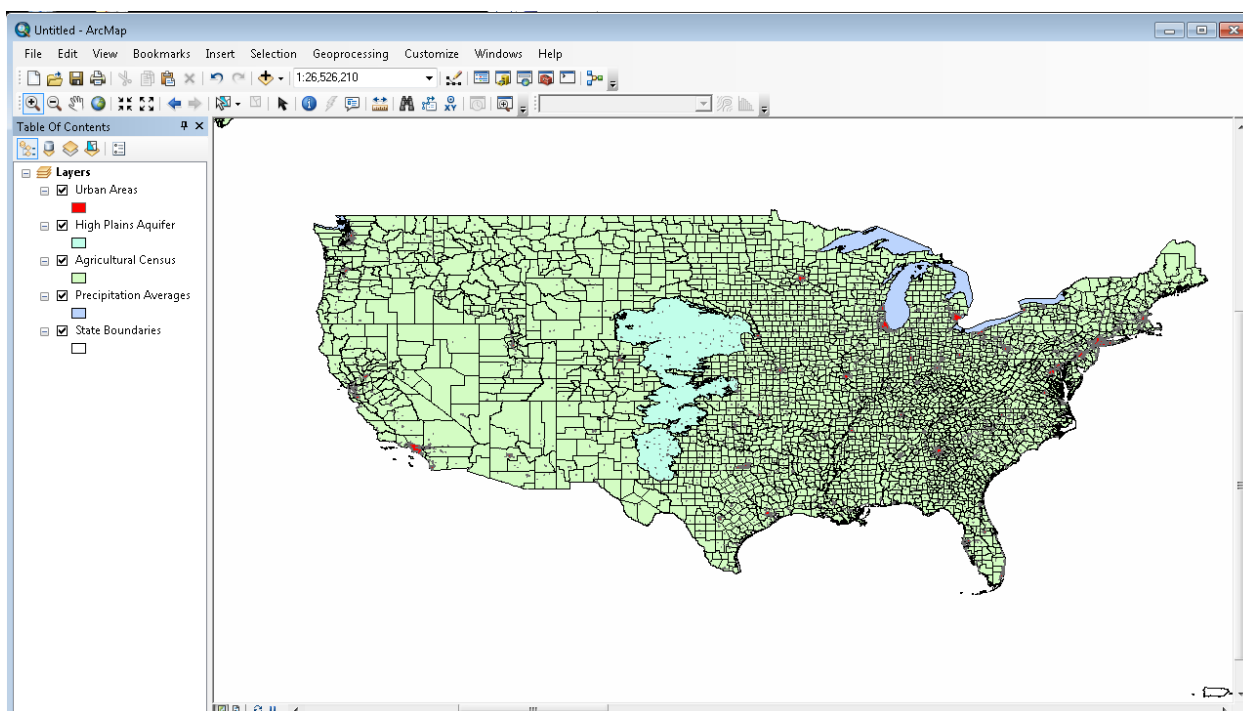 Untitled - ArcMap
File Edit View Bookmarks Insert Selection Geoprocessing Customize Windows Help
1:26,526,210
XY
Table Of Contents
Layers
Urban Areas
High Plains Aquifer
Agricultural Census
Precipitation Averages
State Boundaries